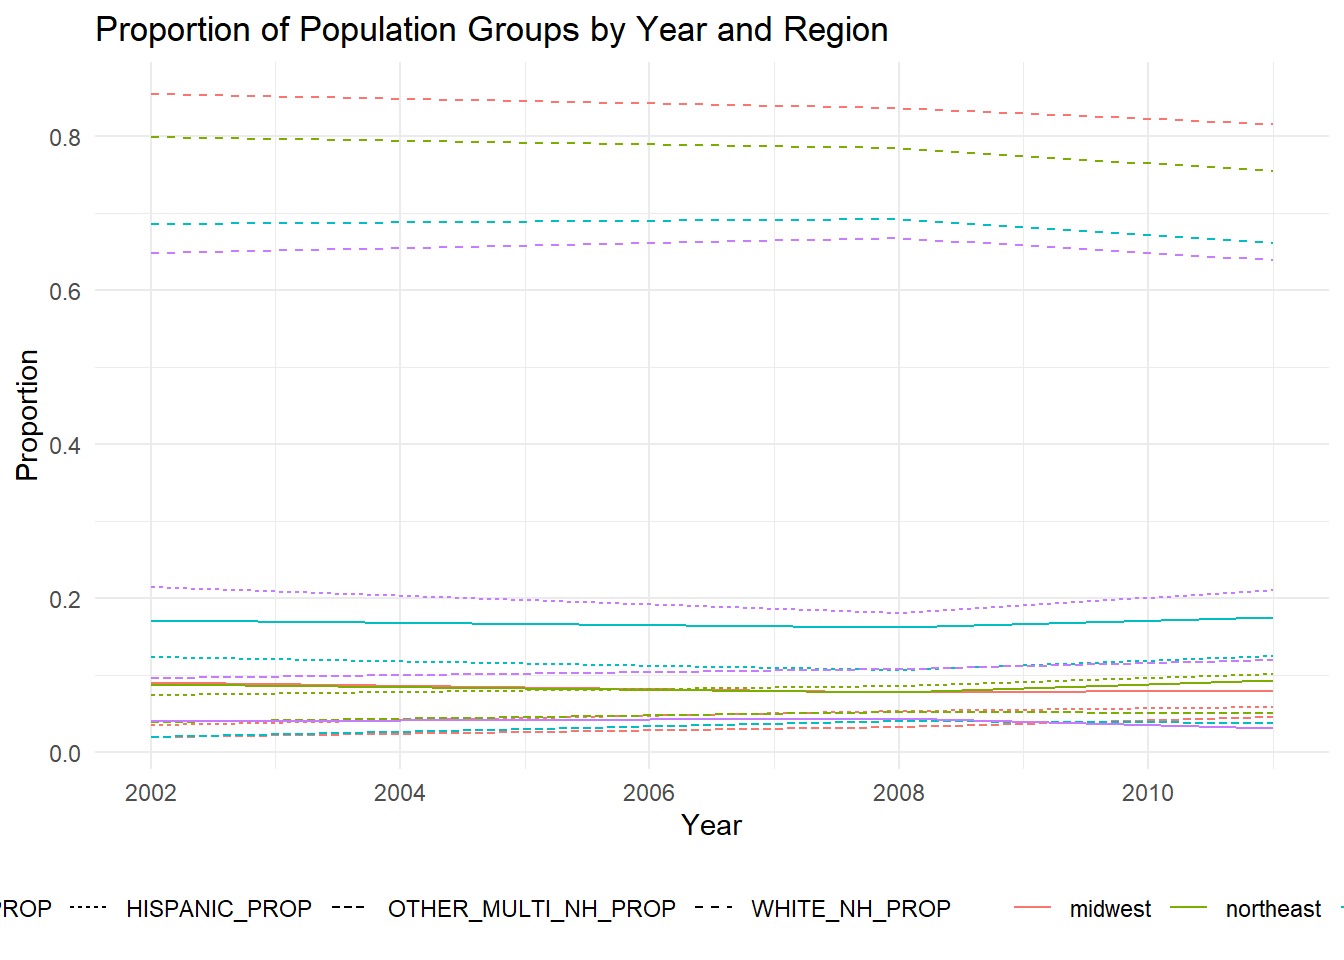 Proportion of Population Groups by Year and Region
0.8
0.6
0.4
0.2
0.0
Proportion
2002 2004 2006 2008 2010
Year
PROP HISPANIC_PROP OTHER_MULTI_NH_PROP WHITE_NH_PROP midwest northeast